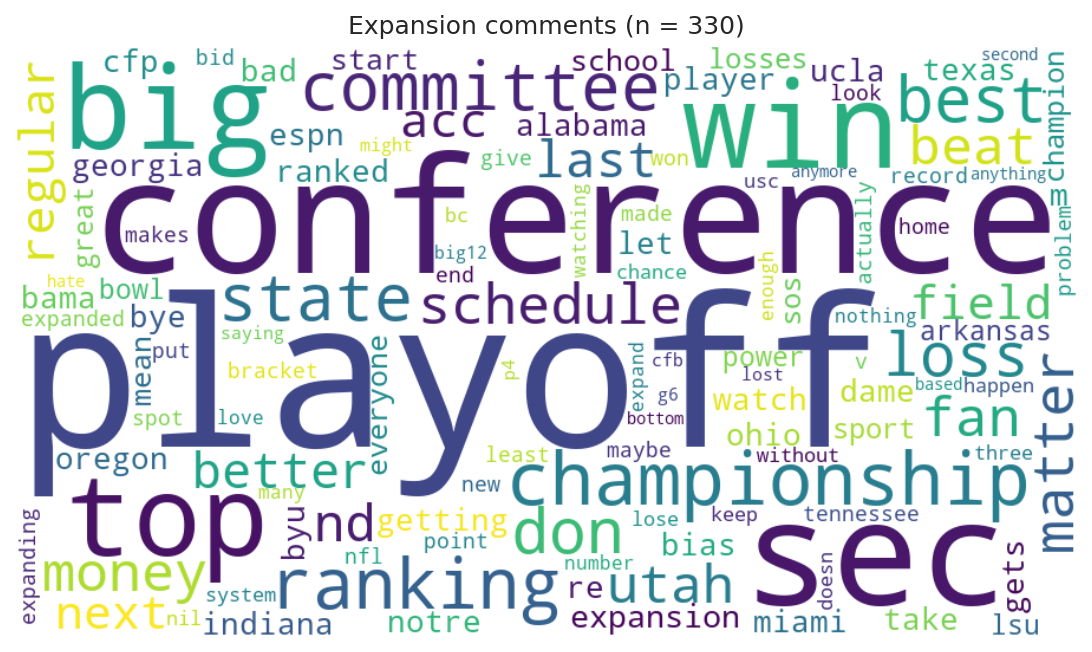 Expansion comments (n = 330)
cfp bid bad start school losses second
big committee player ucla texas
regular espn acc alabama win look best champion
georgia ranked might give last won beat
conference
great makes bc watching made usc anymore record anything
big12 let actually home m problem
hate bama bowl end chance enough sos nothing field
expanded bye state schedule arkansas
playoff
saying put mean bracket everyone p4 expand cfb power lost v loss
spot love g6 watch dame based happen
bottom ohio sport fan matter
oregon better least maybe without three
top many new championship
expanding byu nd getting point don lose keep tennessee sec
money nfl bias doesn gets
system ranking number re utah
next nil indiana notre expansion miami take lsu